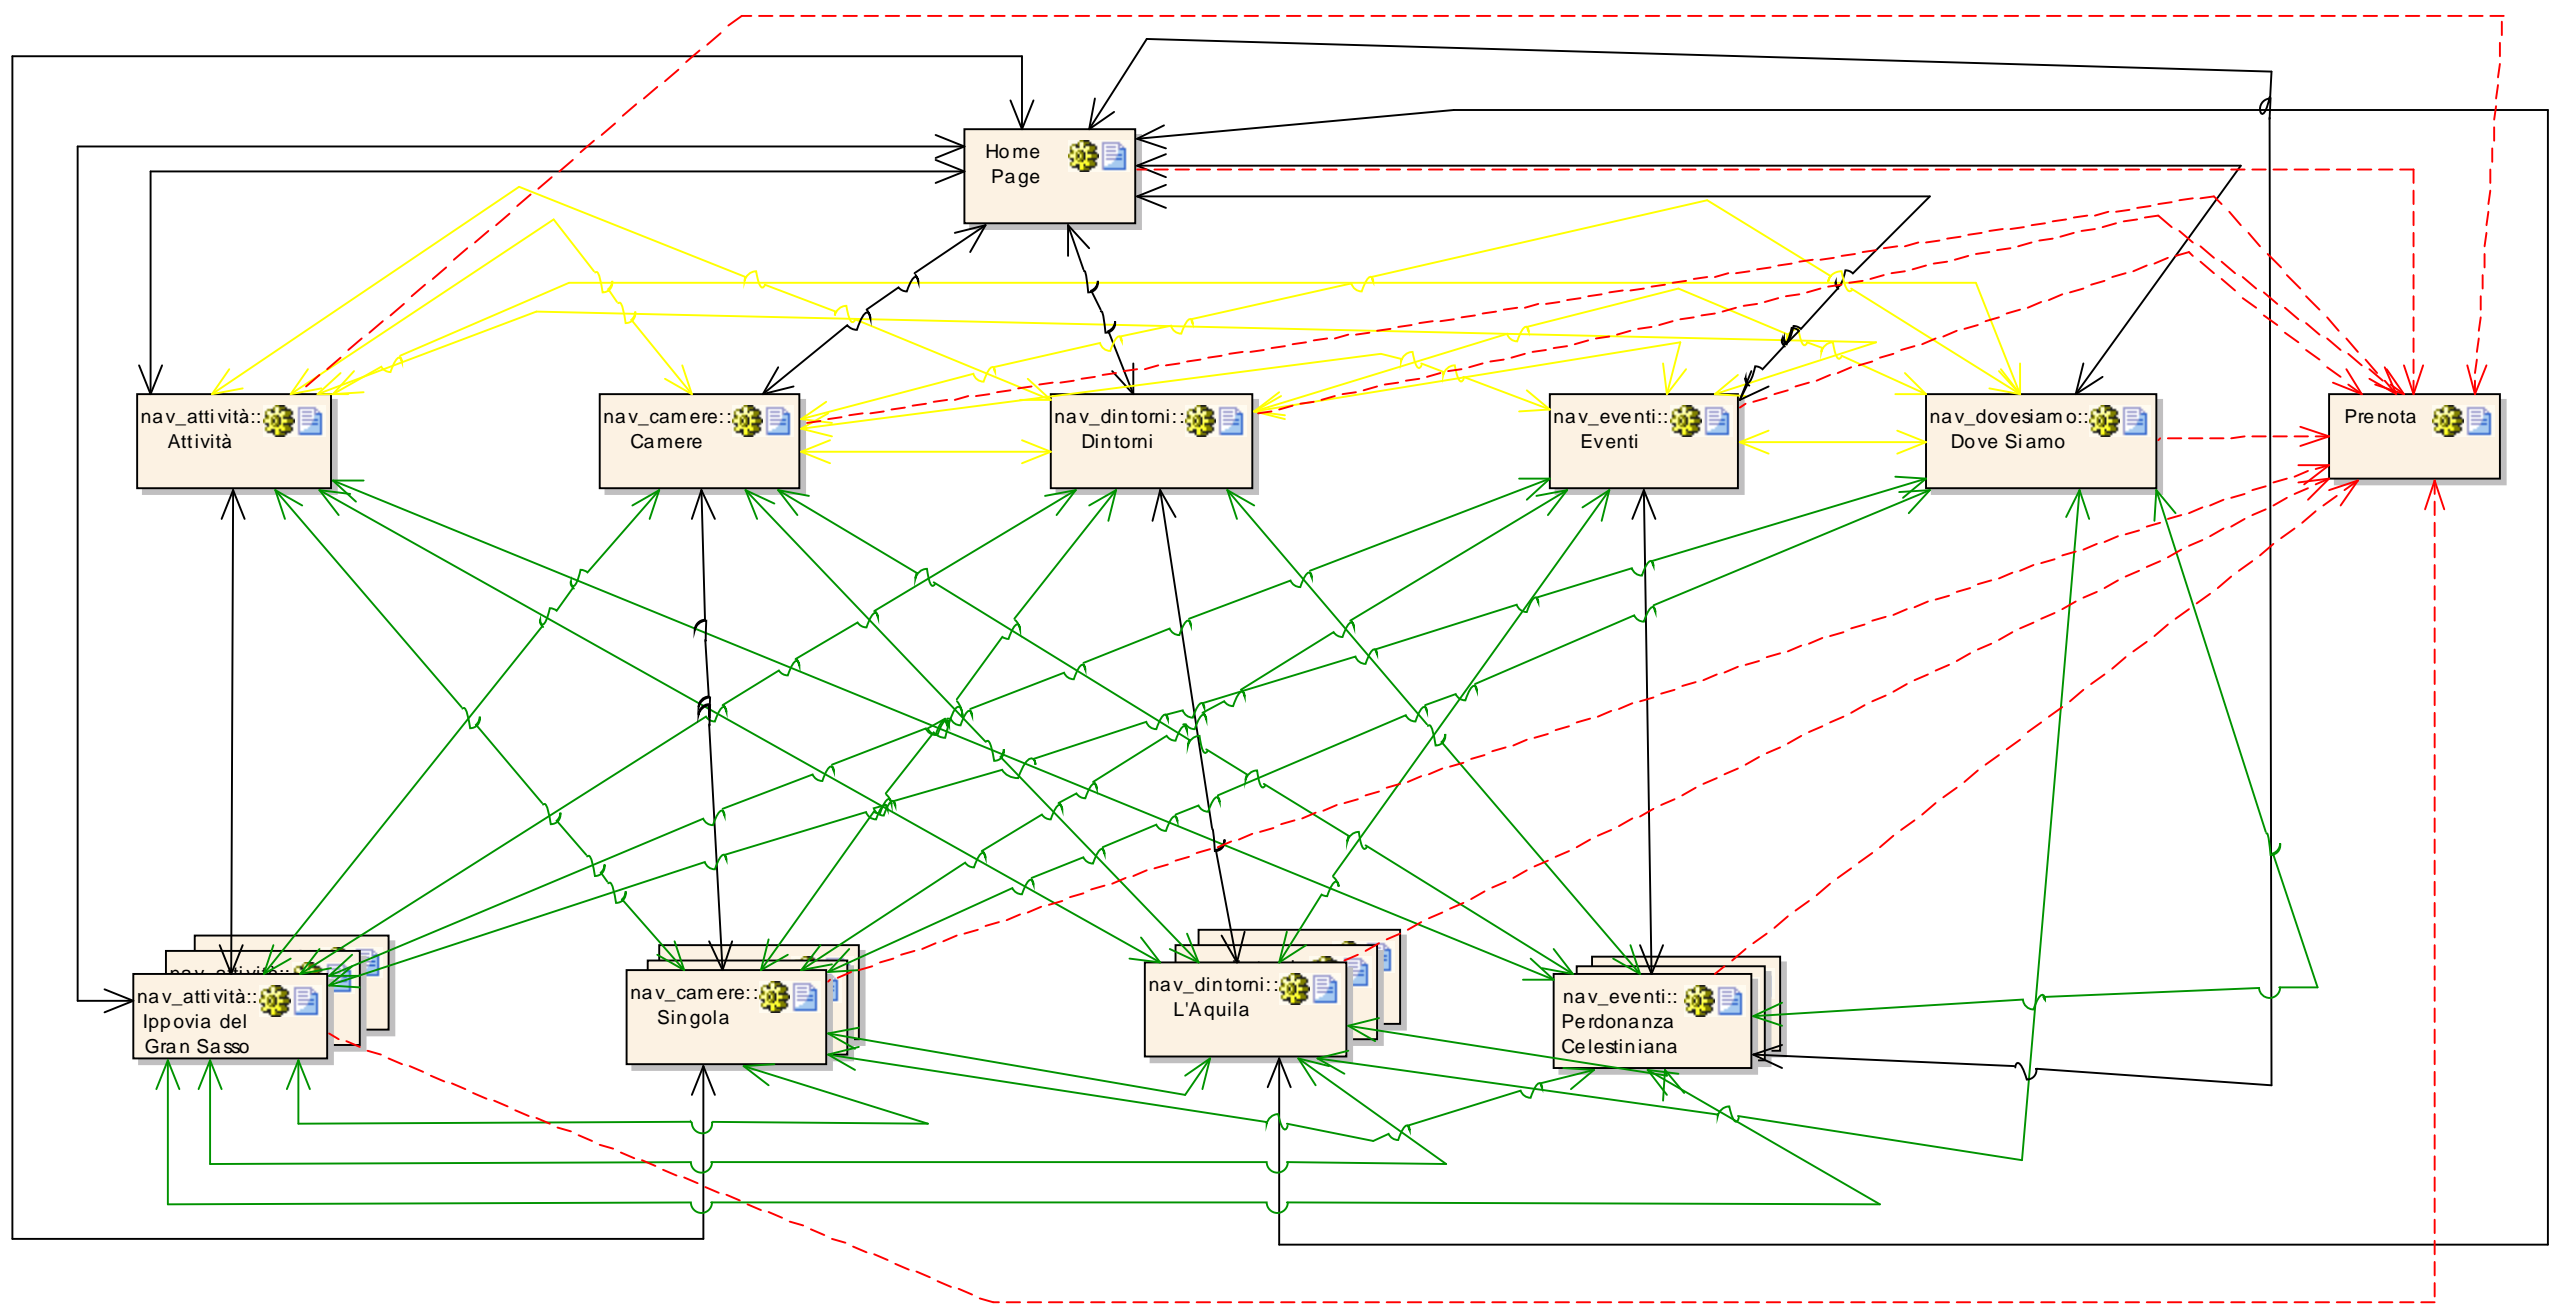 Home
Page
nav_attività::
Attività
nav_camere::
Camere
nav_dintorni::
Dintorni
nav_eventi::
Eventi
nav_dovesiamo::
Dove Siamo
Prenota
nav_attività::
nav_attività::
Ippovia del
Gran Sasso
nav_camere::
Singola
nav_dintorni::
L'Aquila
nav_eventi::
Perdonanza
Celestiniana